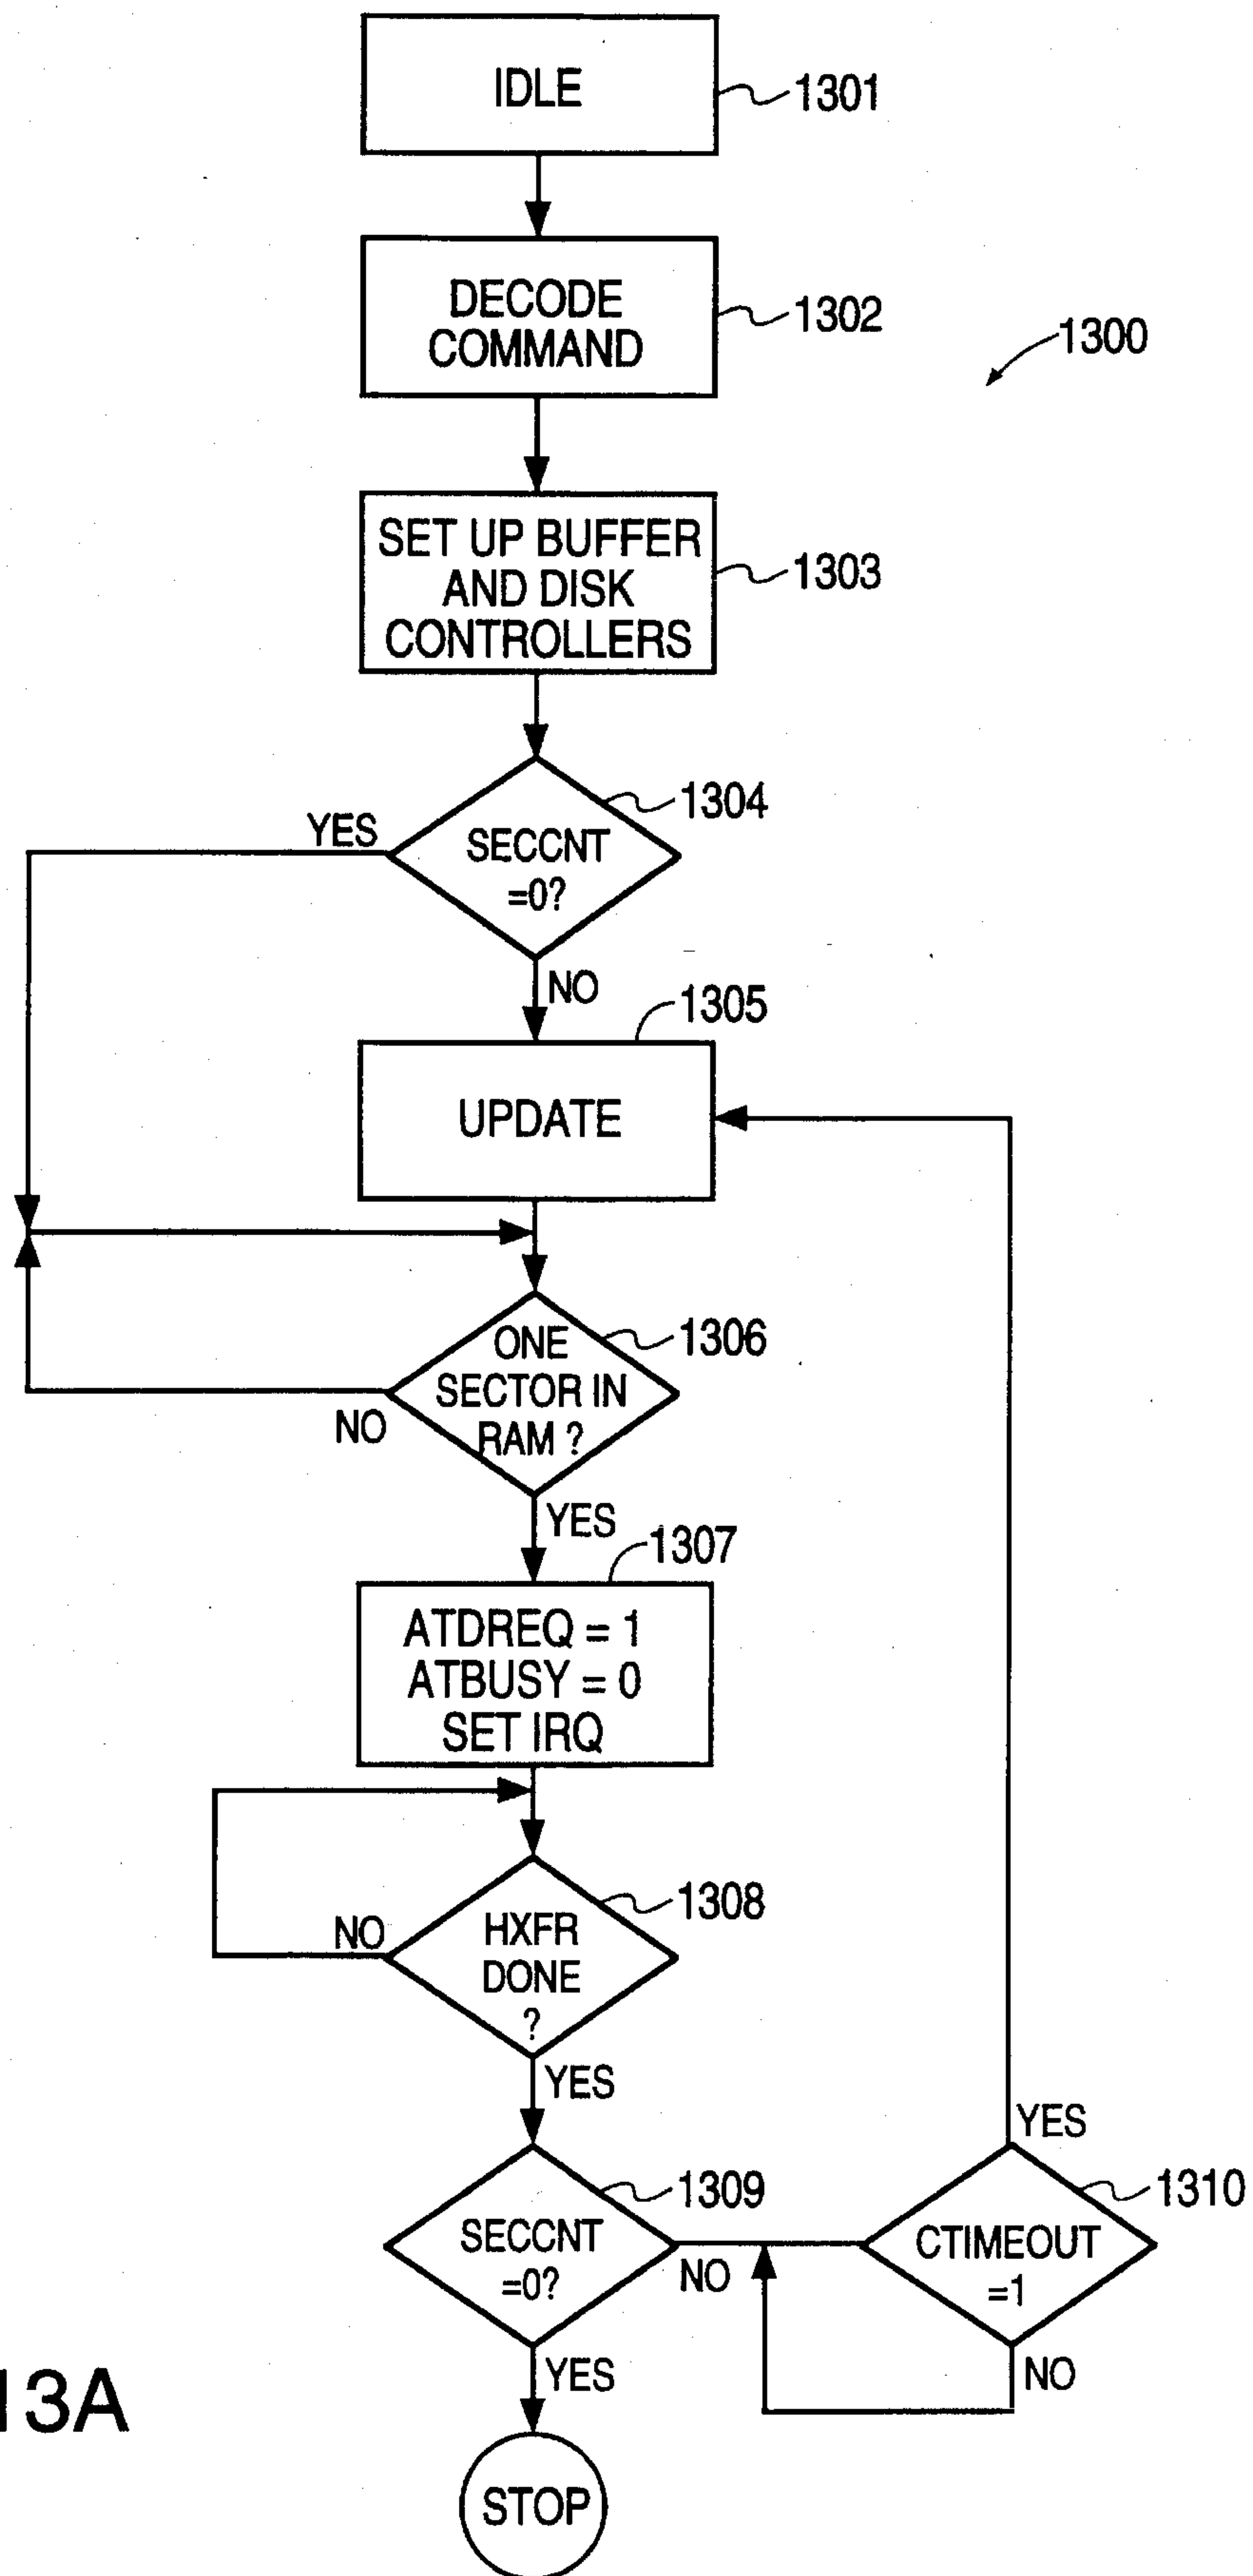 IDLE
1301
DECODE
COMMAND
1302
1300
SET UP BUFFER
AND DISK
CONTROLLERS
1303
1304
YES
SECCNT
=0?
NO
1305
UPDATE
1306
ONE
SECTOR IN
RAM ?
NO
YES
1307
ATDREQ = 1
ATBUSY = 0
SET IRQ
1308
NO
HXFR
DONE
?
YES
YES
1309
1310
SECCNT
=0?
NO
CTIMEOUT
=1
YES
NO
13A
STOP